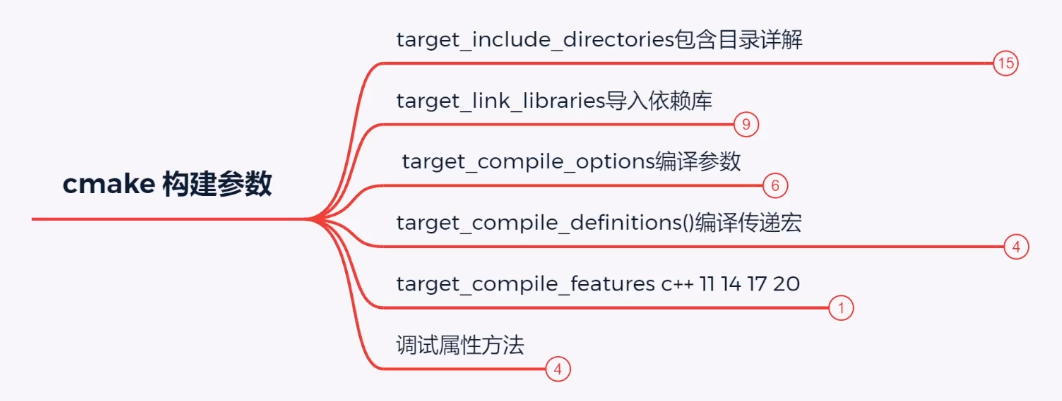 cmake 构建参数
target_include_directories包含目录详解
15
target_link_libraries导入依赖库
9
target_compile_options编译参数
6
target_compile_definitions()编译传递宏
4
target_compile_features c++ 11 14 17 20
1
调试属性方法
4